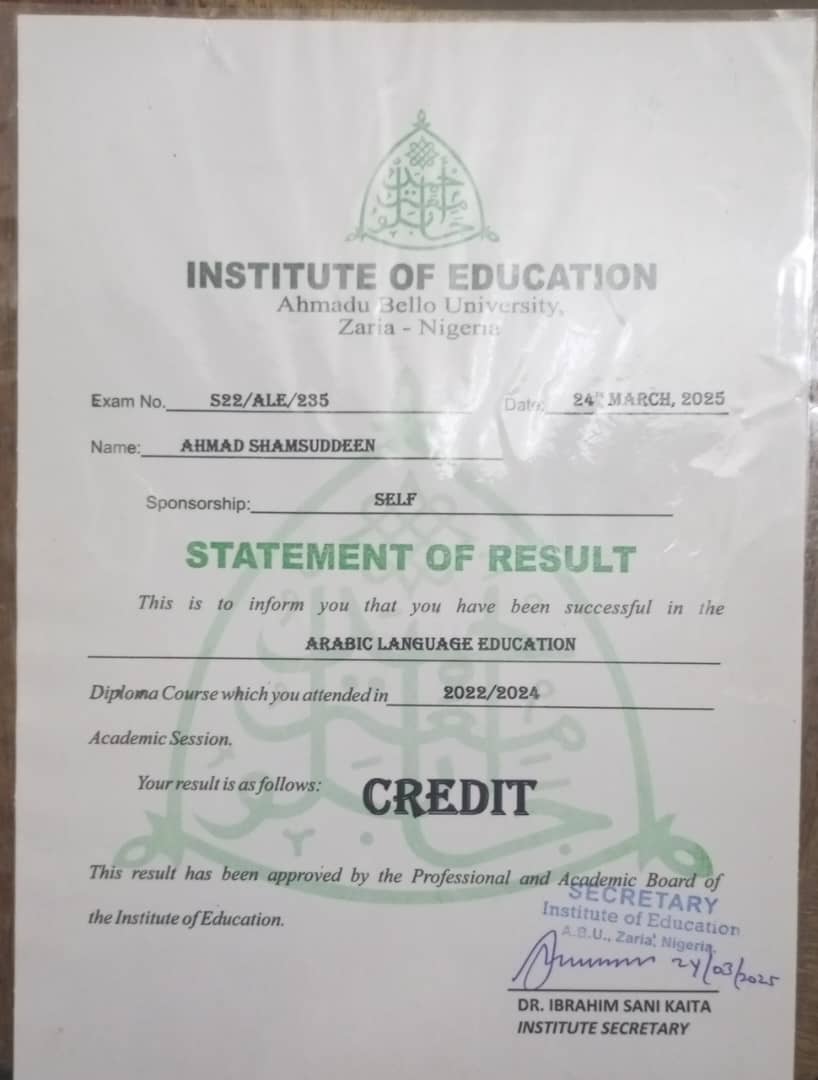 INSTITUTE OF EDUCATION
Ahmadu Bello University,
Zaria - Nigeria
Exam No. S22/ALE/235 Date: 24TH MARCH, 2025
Name: AHMAD SHAMSUDDEEN
Sponsorship: SELF
STATEMENT OF RESULT
This is to inform you that you have been successful in the
ARABIC LANGUAGE EDUCATION
Diploma Course which you attended in 2022/2024
Academic Session.
Your result is as follows: CREDIT
This result has been approved by the Professional and Academic Board of
the Institute of Education.
SECRETARY
Institute of Education
A.B.U., Zaria, Nigeria.
24/03/2025
DR. IBRAHIM SANI KAITA
INSTITUTE SECRETARY